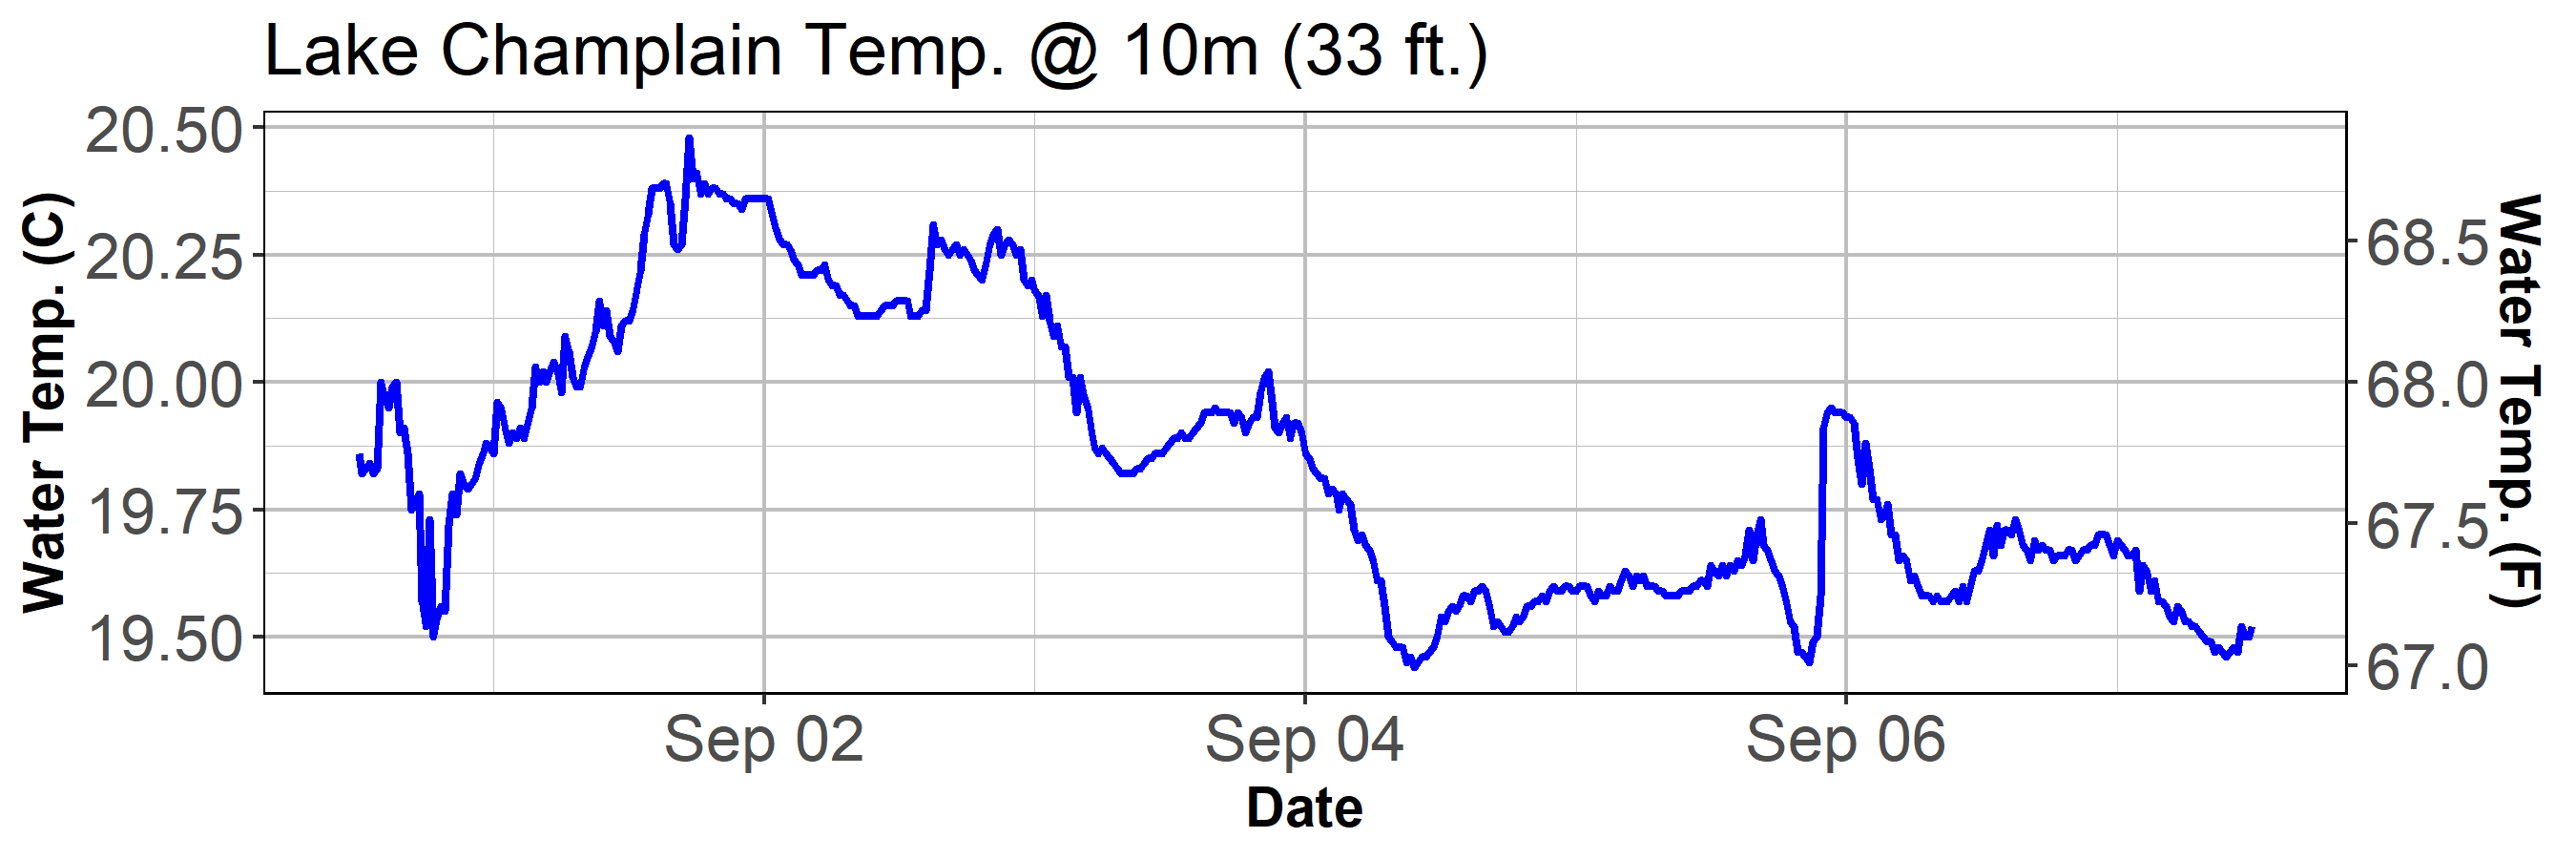 Lake Champlain Temp. @ 10m (33 ft.)
Water Temp. (C)
20.50
20.25
20.00
19.75
19.50
68.5
68.0
67.5
67.0
Water Temp. (F)
Sep 02
Sep 04
Sep 06
Date